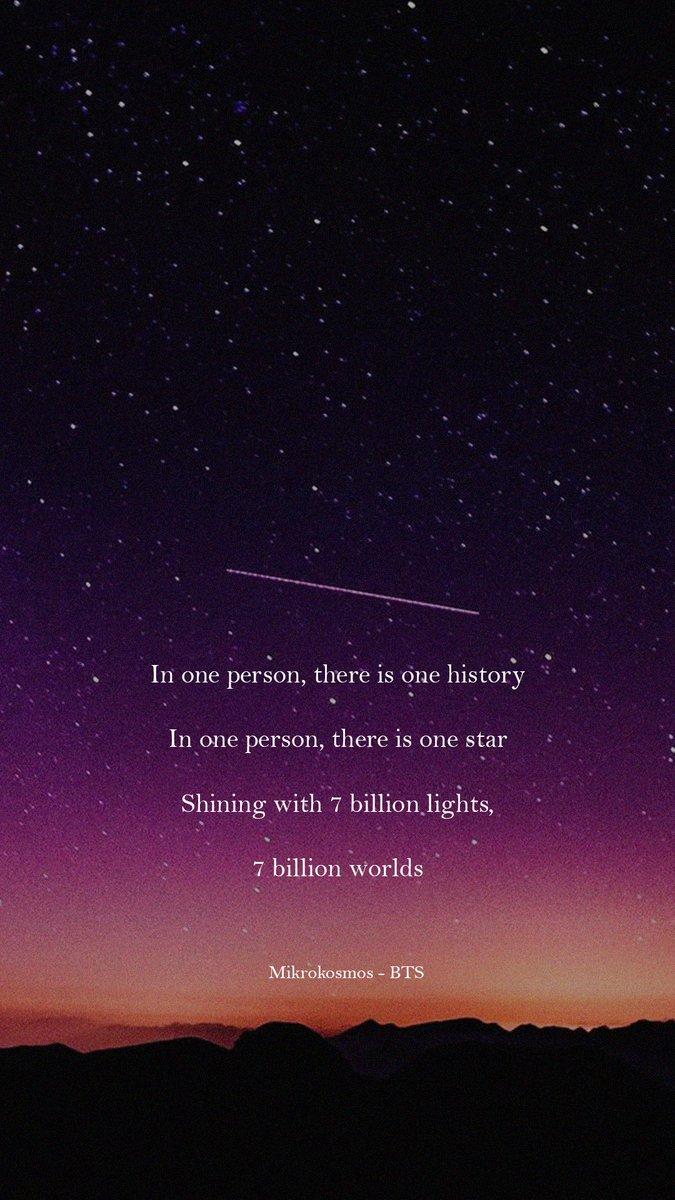 In one person, there is one history
In one person, there is one star
Shining with 7 billion lights,
7 billion worlds
Mikrokosmos - BTS